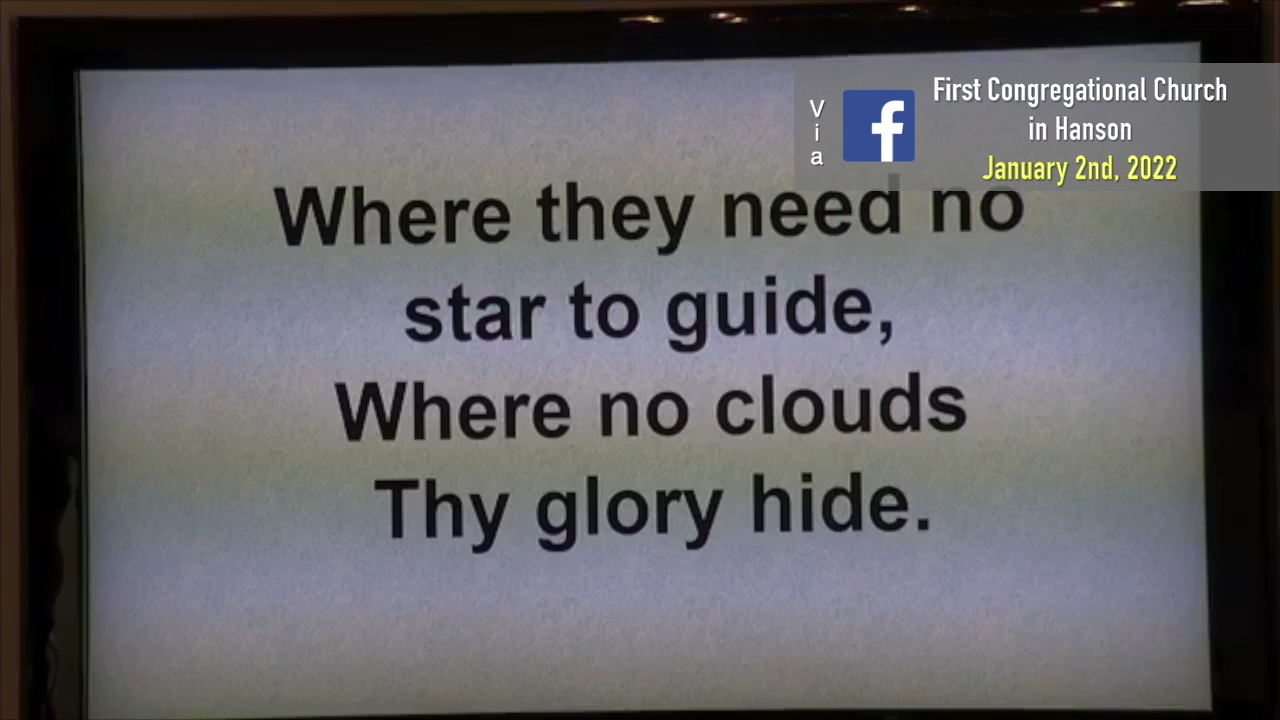 Via
First Congregational Church
in Hanson
January 2nd, 2022
Where they need no
star to guide,
Where no clouds
Thy glory hide.